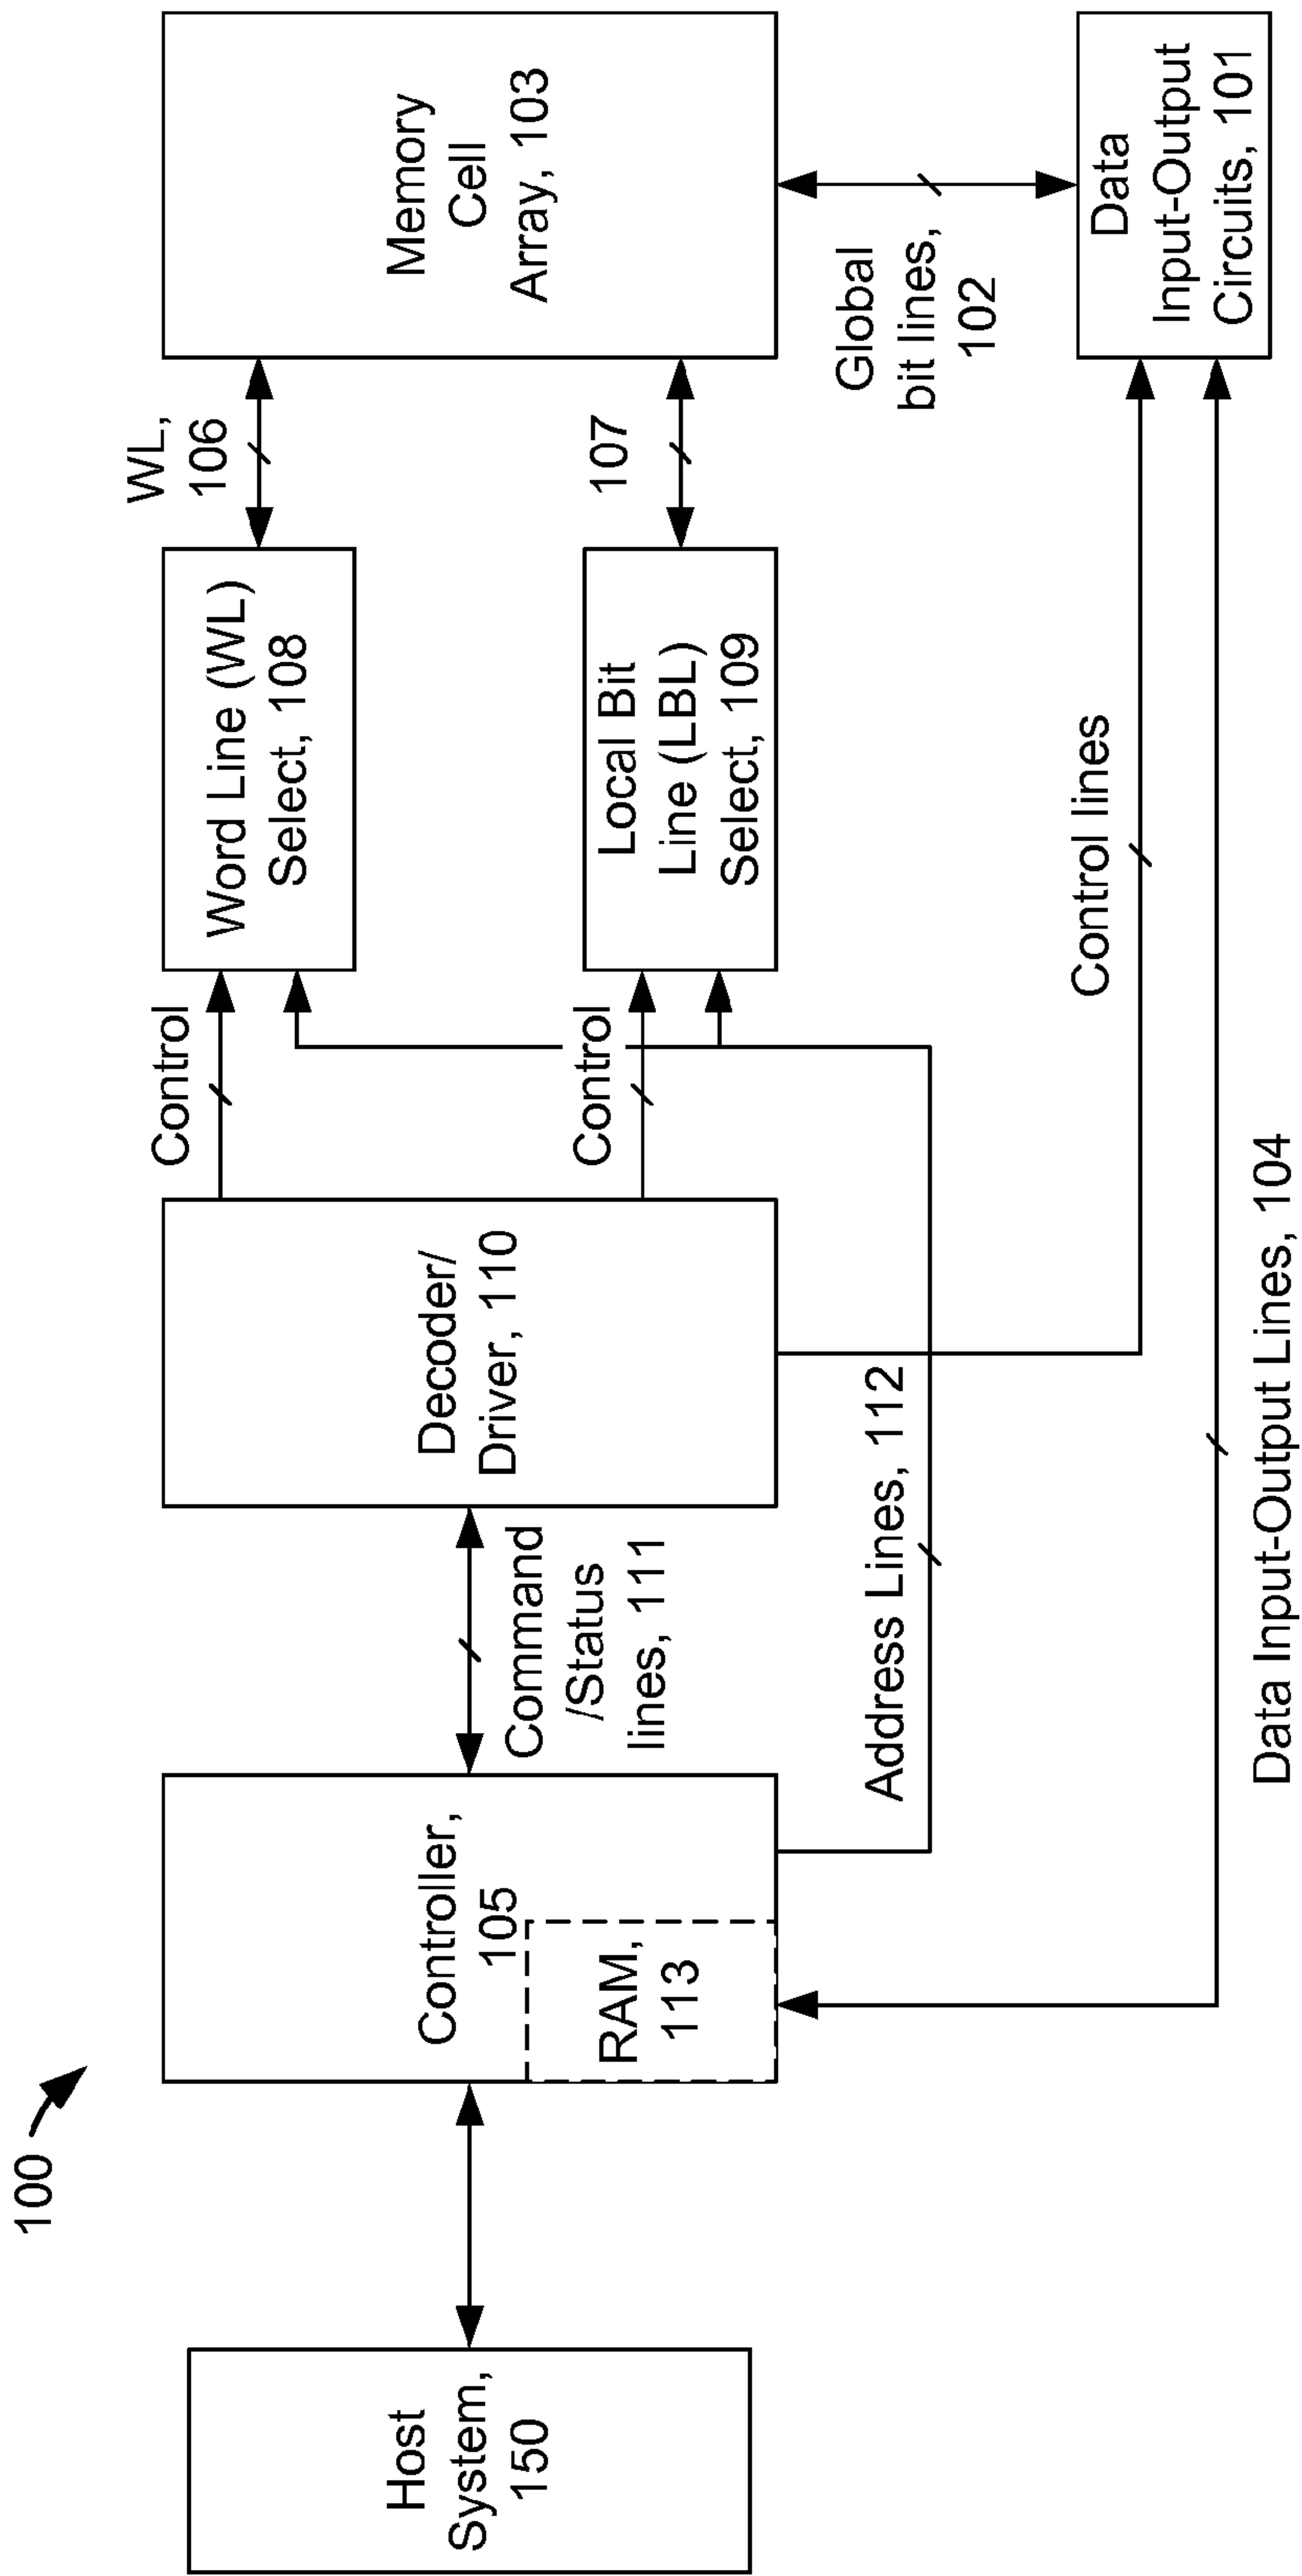 100
Host
System,
150
Controller,
105
RAM,
113
Command
/Status
lines, 111
Decoder/
Driver, 110
Control
Control
Word Line (WL)
Select, 108
Local Bit
Line (LBL)
Select, 109
WL,
106
107
Memory
Cell
Array, 103
Global
bit lines,
102
Data
Input-Output
Circuits, 101
Address Lines, 112
Control lines
Data Input-Output Lines, 104